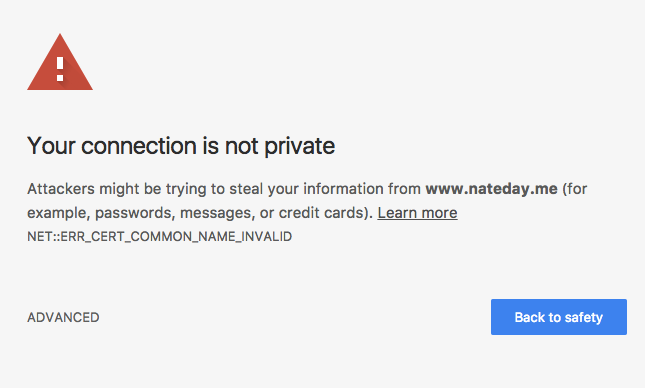 Your connection is not private
Attackers might be trying to steal your information from www.nateday.me (for
example, passwords, messages, or credit cards). Learn more
NET::ERR_CERT_COMMON_NAME_INVALID
ADVANCED
Back to safety